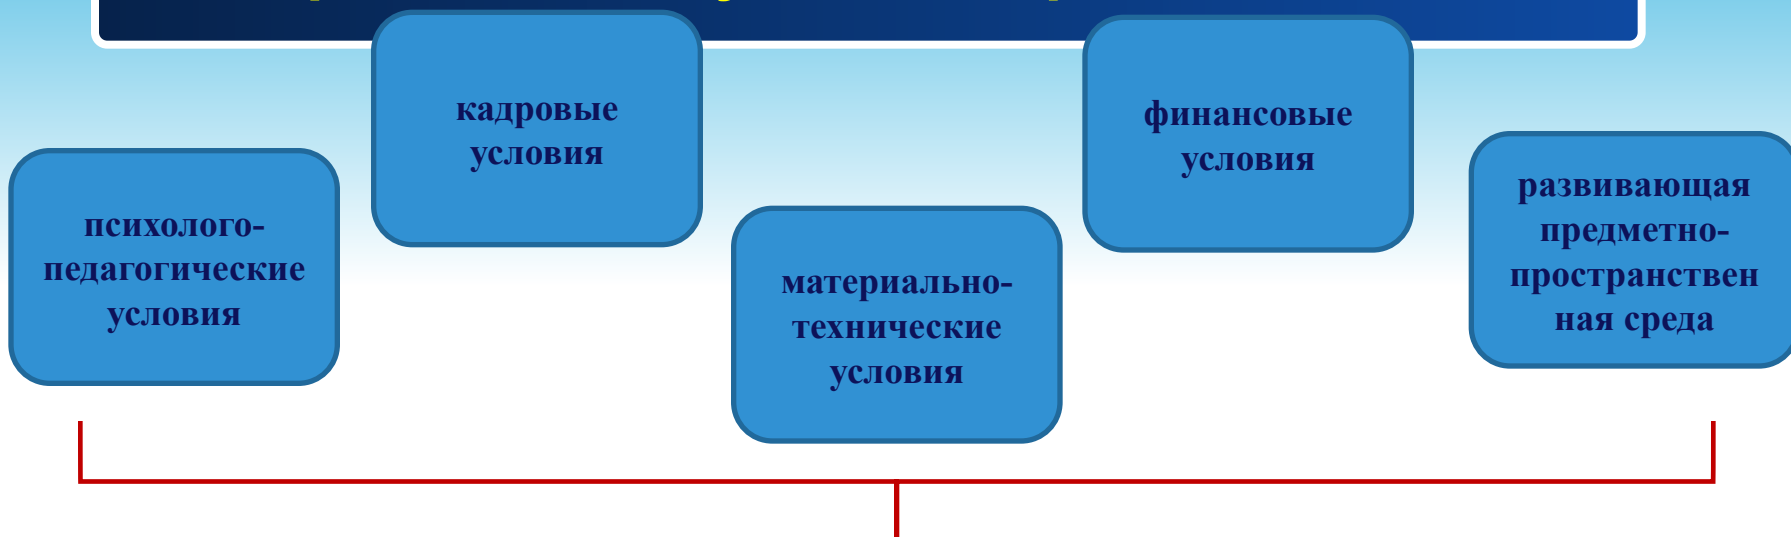 кадровые
условия
финансовые
условия
психолого-
педагогические
условия
материально-
технические
условия
развивающая
предметно-
пространствен
ная среда